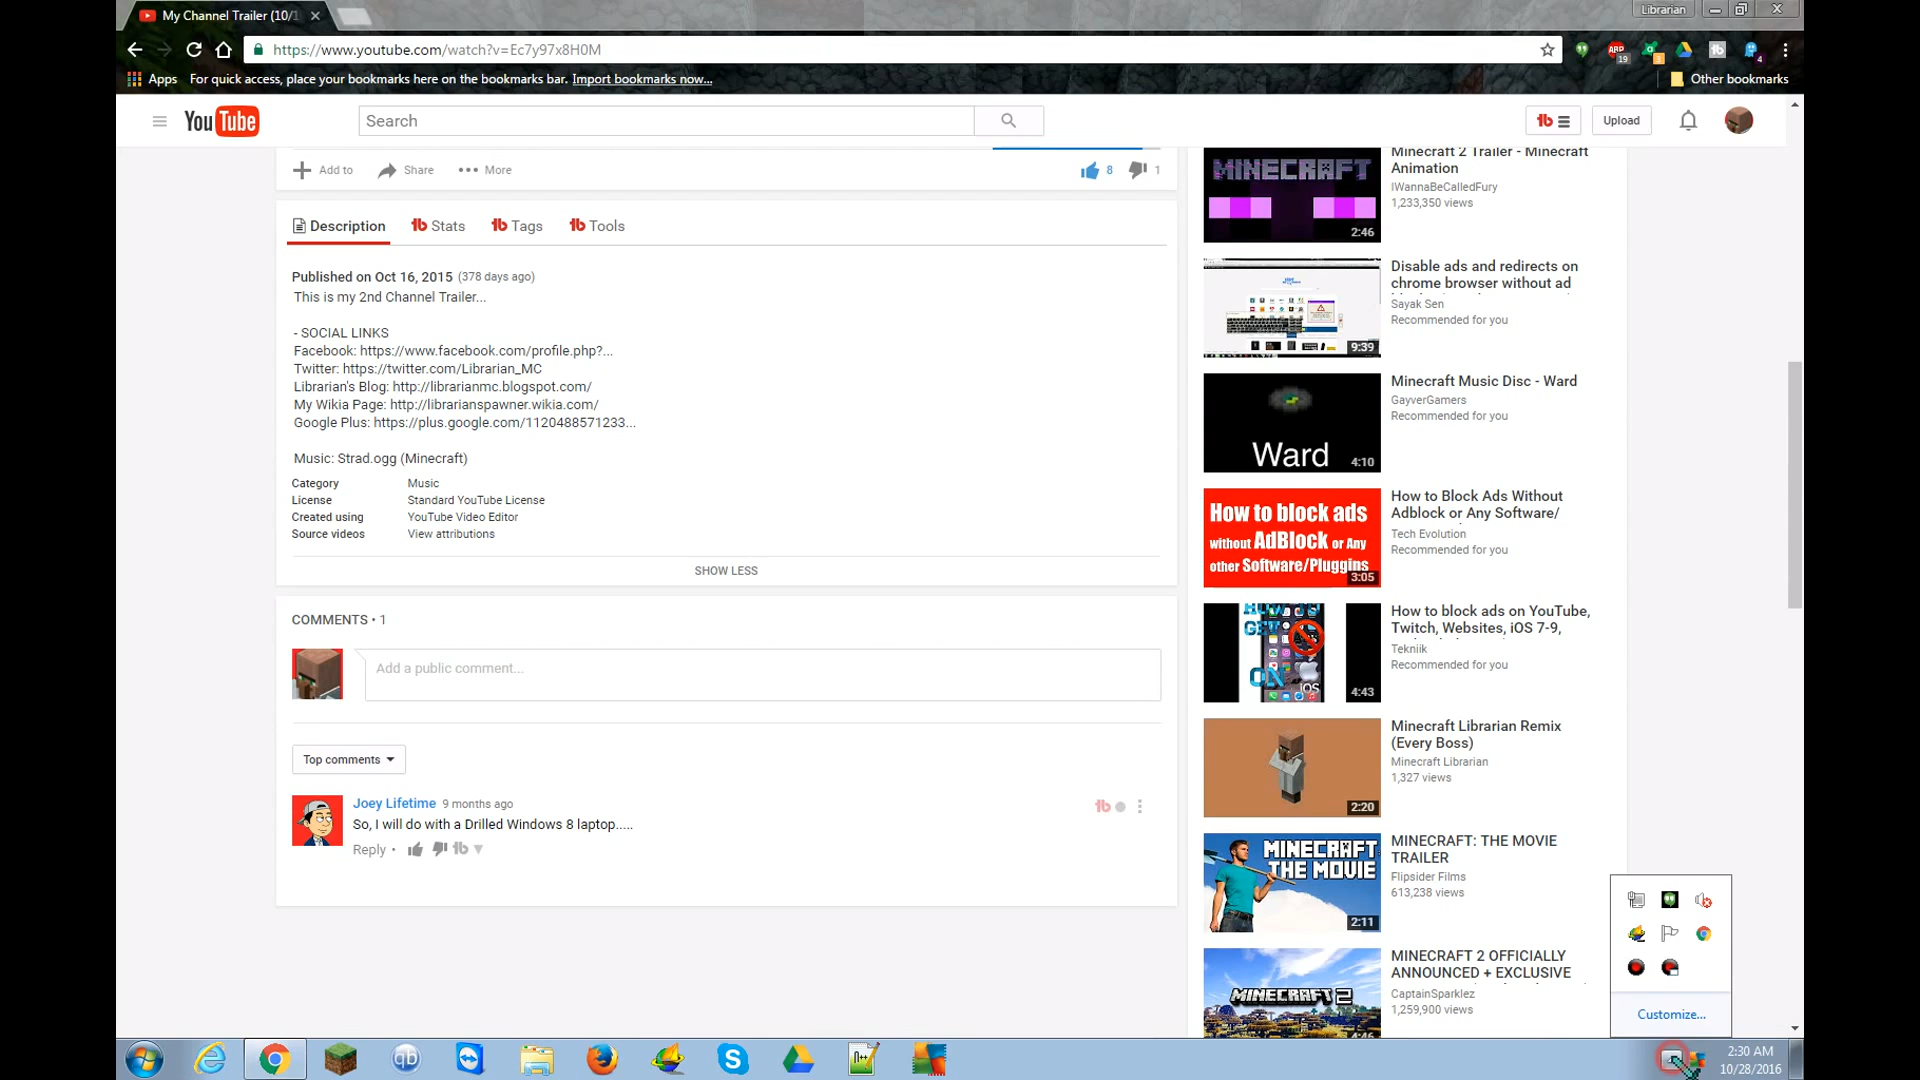 My Channel Trailer (10/1
Librarian
https://www.youtube.com/watch?v=Ec7y97x8H0M
ABP
19
1
4
Apps
For quick access, place your bookmarks here on the bookmarks bar. Import bookmarks now...
Other bookmarks
YouTube
Search
Upload
Add to
Share
More
8
1
Description
Stats
Tags
Tools
Published on Oct 16, 2015 (378 days ago)
This is my 2nd Channel Trailer...
- SOCIAL LINKS
Facebook: https://www.facebook.com/profile.php?...
Twitter: https://twitter.com/Librarian_MC
Librarian's Blog: http://librarianmc.blogspot.com/
My Wikia Page: http://librarianspawner.wikia.com/
Google Plus: https://plus.google.com/1120488571233...
Music: Strad.ogg (Minecraft)
Category Music
License Standard YouTube License
Created using YouTube Video Editor
Source videos View attributions
SHOW LESS
COMMENTS • 1
Add a public comment...
Top comments
Joey Lifetime 9 months ago
So, I will do with a Drilled Windows 8 laptop.....
Reply •
MINECRAFT
2:46
Minecraft 2 Trailer - Minecraft
Animation
IWannaBeCalledFury
1,233,350 views
9:39
Disable ads and redirects on
chrome browser without ad
Sayak Sen
Recommended for you
Ward
4:10
Minecraft Music Disc - Ward
GayverGamers
Recommended for you
How to block ads
without AdBlock or Any
other Software/Pluggins
3:05
How to Block Ads Without
Adblock or Any Software/
Tech Evolution
Recommended for you
HOW TO
GET
ON
iOS
4:43
How to block ads on YouTube,
Twitch, Websites, iOS 7-9,
Tekniik
Recommended for you
2:20
Minecraft Librarian Remix
(Every Boss)
Minecraft Librarian
1,327 views
MINECRAFT
THE MOVIE
2:11
MINECRAFT: THE MOVIE
TRAILER
Flipsider Films
613,238 views
MINECRAFT 2
MINECRAFT 2 OFFICIALLY
ANNOUNCED + EXCLUSIVE
CaptainSparklez
1,259,900 views
Customize...
qb
2:30 AM
10/28/2016